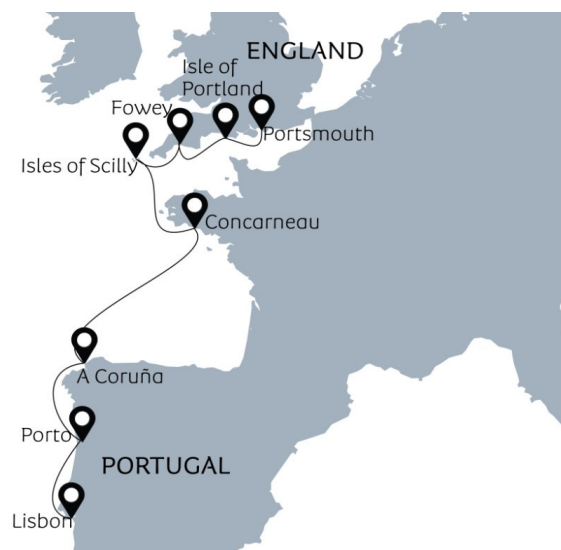 ENGLAND
Isle of
Portland
Fowey
Portsmouth
Isles of Scilly
Concarneau
A Coruña
Porto
PORTUGAL
Lisbon